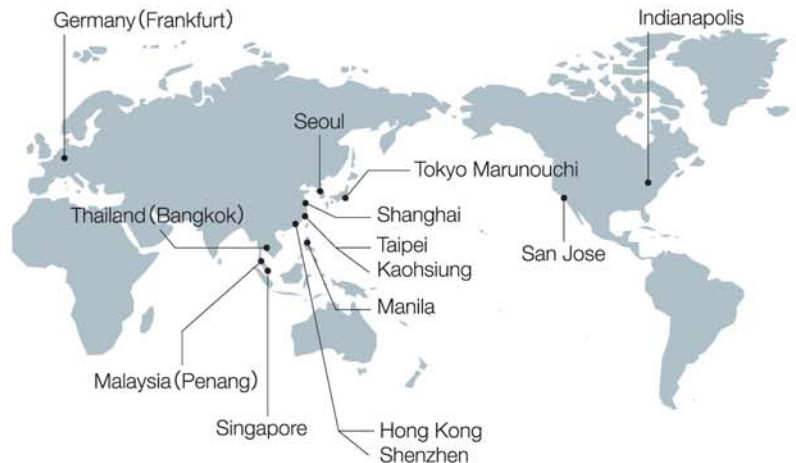 Germany (Frankfurt)
Indianapolis
Seoul
Tokyo Marunouchi
Thailand (Bangkok)
Shanghai
Taipei
Kaohsiung
San Jose
Manila
Malaysia (Penang)
Singapore
Hong Kong
Shenzhen